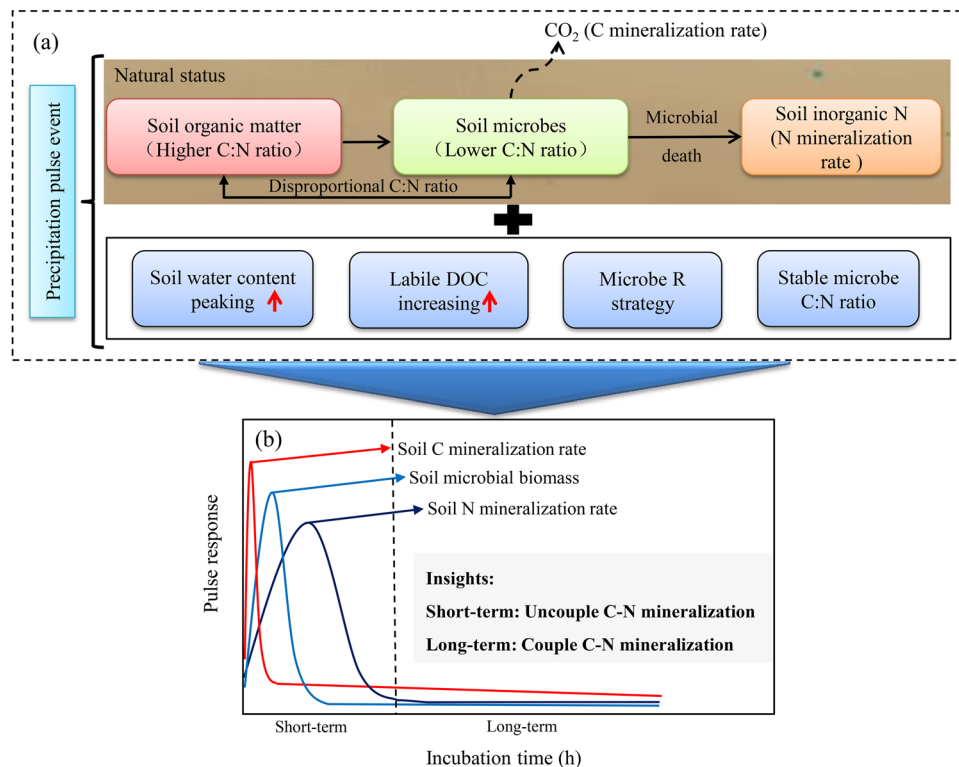 (a)
CO₂ (C mineralization rate)
Precipitation pulse event
Natural status
Soil organic matter
（Higher C:N ratio）
Soil microbes
（Lower C:N ratio）
Microbial
death
Soil inorganic N
(N mineralization
rate )
Disproportional C:N ratio
Soil water content
peaking
Labile DOC
increasing
Microbe R
strategy
Stable microbe
C:N ratio
(b)
Soil C mineralization rate
Soil microbial biomass
Soil N mineralization rate
Pulse response
Insights:
Short-term: Uncouple C-N mineralization
Long-term: Couple C-N mineralization
Short-term
Long-term
Incubation time (h)